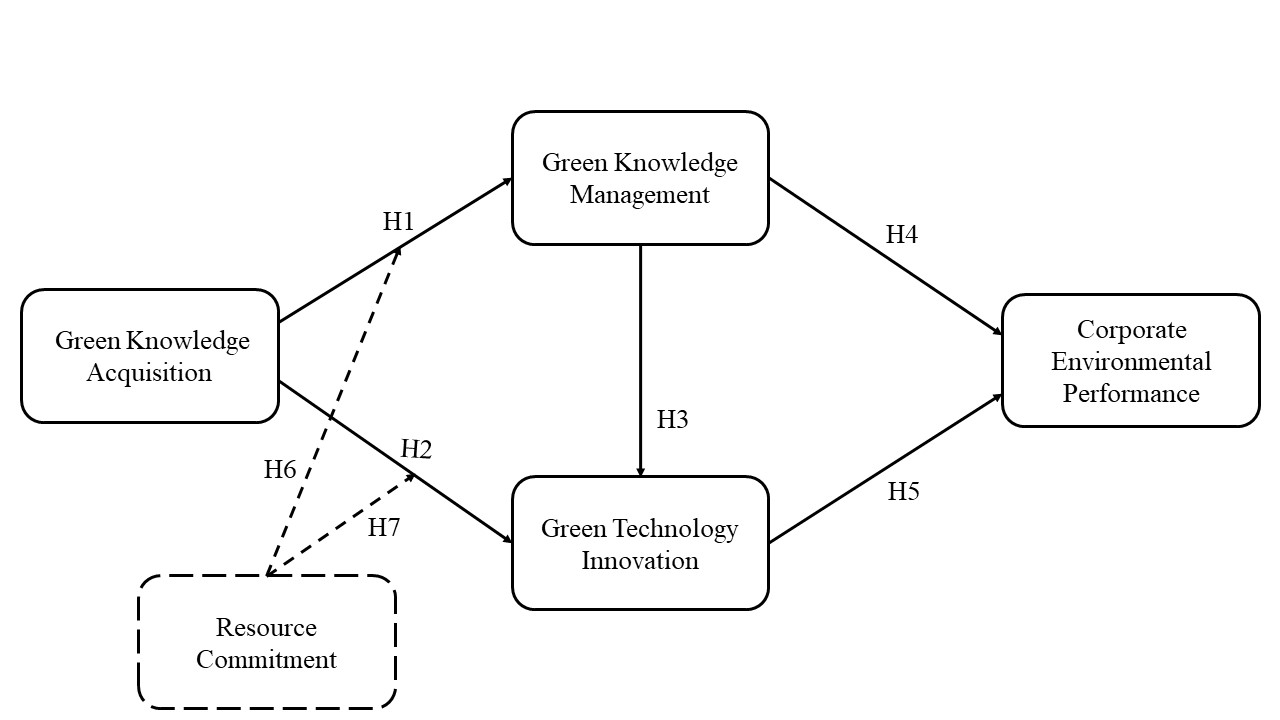 Green Knowledge
Management
H1
H4
Green Knowledge
Acquisition
Corporate
Environmental
Performance
H3
H2
H6
H5
H7
Green Technology
Innovation
Resource
Commitment